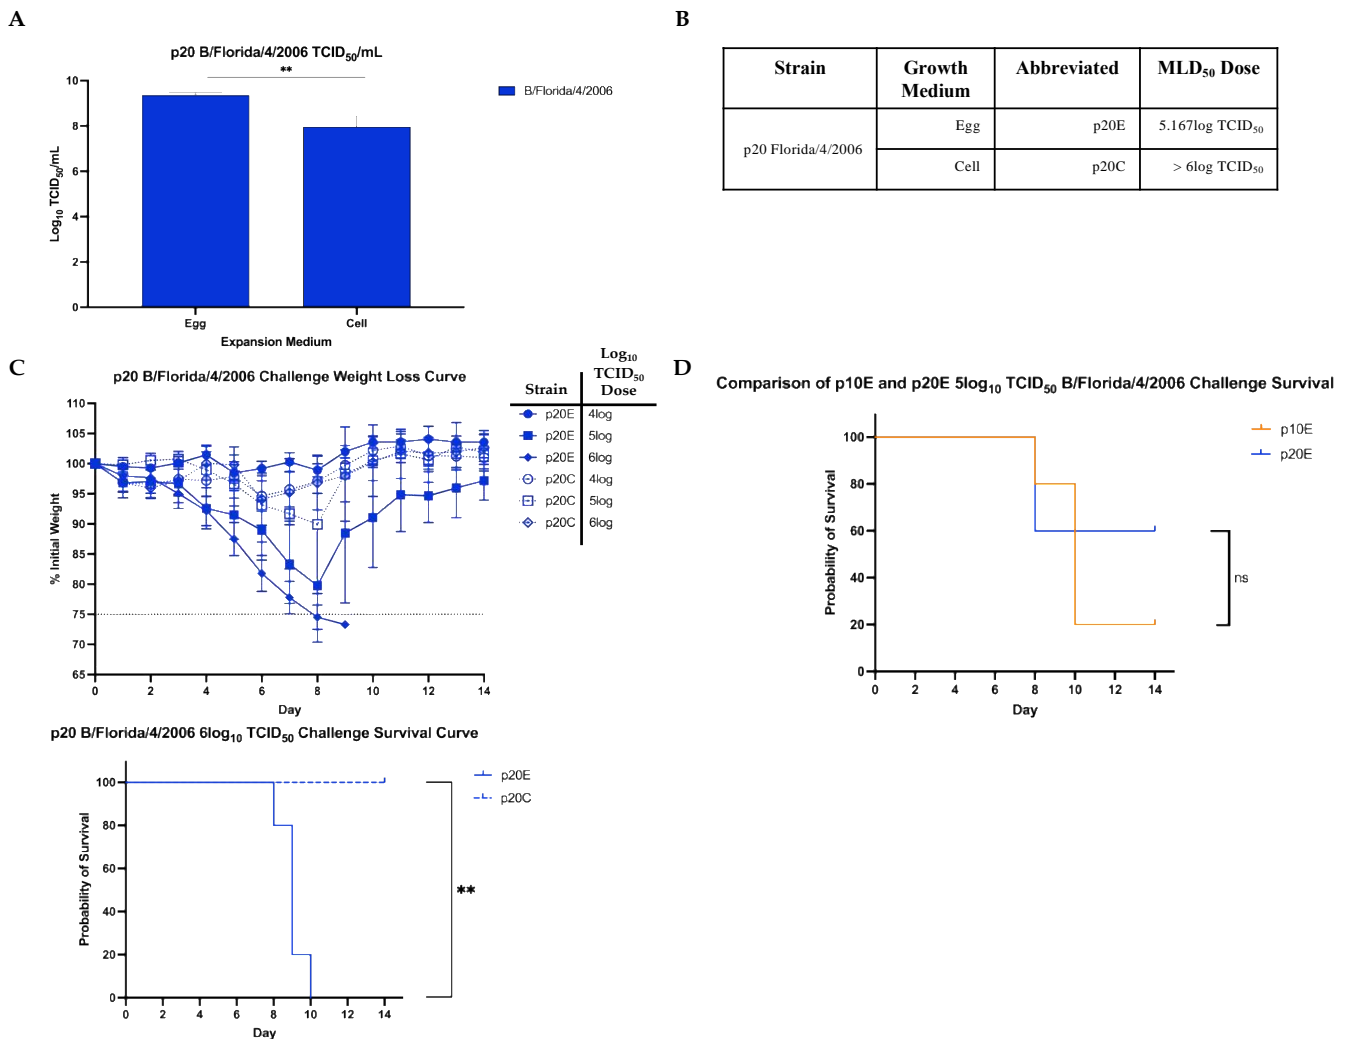 A
p20 B/Florida/4/2006 TCID50/mL
**
B/Florida/4/2006
Log10 TCID50/mL
10
8
6
4
2
0
Egg Cell
Expansion Medium
B
Strain Growth Medium Abbreviated MLD50 Dose
p20 Florida/4/2006 Egg p20E 5.167log TCID50
Cell p20C > 6log TCID50
C
p20 B/Florida/4/2006 Challenge Weight Loss Curve
Strain Log10 TCID50 Dose
p20E 4log
p20E 5log
p20E 6log
p20C 4log
p20C 5log
p20C 6log
% Initial Weight
110
105
100
95
90
85
80
75
70
65
0 2 4 6 8 10 12 14
Day
p20 B/Florida/4/2006 6log10 TCID50 Challenge Survival Curve
p20E
p20C
**
Probability of Survival
100
80
60
40
20
0
0 2 4 6 8 10 12 14
Day
D
Comparison of p10E and p20E 5log10 TCID50 B/Florida/4/2006 Challenge Survival
p10E
p20E
ns
Probability of Survival
100
80
60
40
20
0
0 2 4 6 8 10 12 14
Day